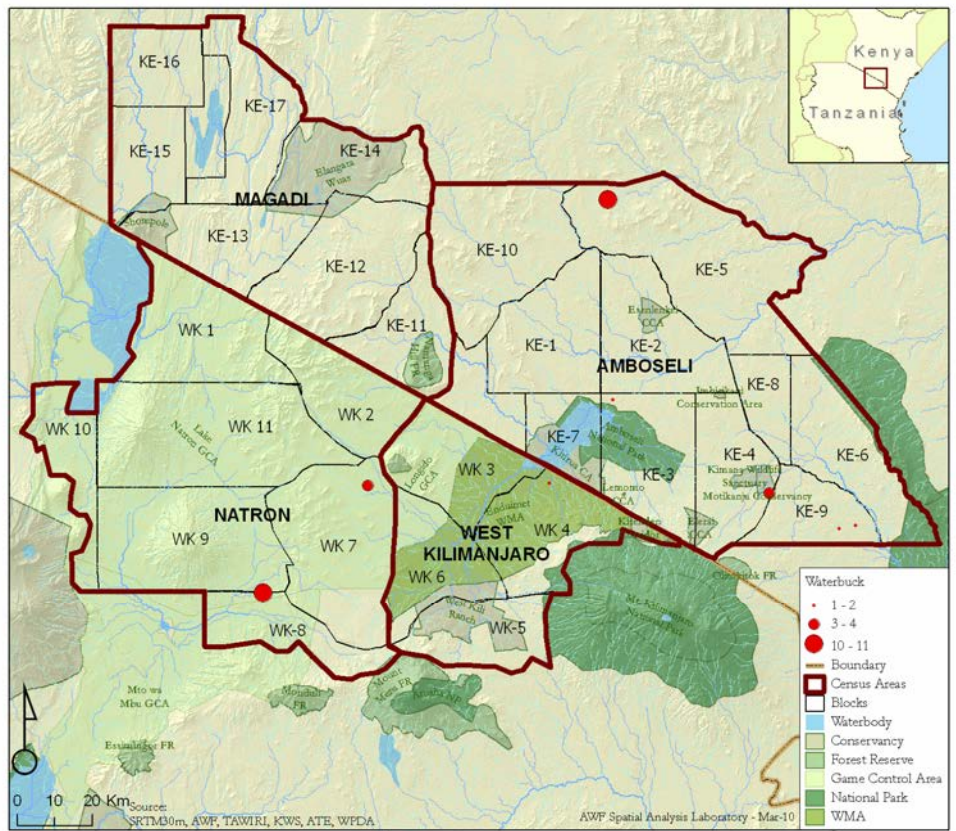 Kenya
Tanzania
KE-16
KE-17
KE-15
KE-14
Elangata
Wuas
MAGADI
Shompole
KE-13
KE-10
KE-12
KE-5
KE-11
WK 1
Eselenkei
CCA
KE-1
KE-2
AMBOSELI
KE-8
Conservation Area
WK 2
WK 10
WK 11
Lake
Natron GCA
KE-7
Amboseli
National Park
KE-4
KE-6
WK 3
Longido
GCA
KE-3
Kimana Wildlife
Sanctuary
Motikanju Conservancy
Lemomo
CCA
Enduimet
WMA
KE-9
NATRON
WK 9
WK 7
WEST
KILIMANJARO
WK 4
WK 6
Elerai
CCA
West Kili
Ranch
WK-5
WK-8
Mt. Kilimanjaro
National Park
Mount
Meru FR
Arusha NP
Monduli
FR
Mto wa
Mbu GCA
Essimingor FR
Waterbuck
1 - 2
3 - 4
10 - 11
Boundary
Census Areas
Blocks
Waterbody
Conservancy
Forest Reserve
Game Control Area
National Park
WMA
0 10 20 Km
Source:
SRTM30m, AWF, TAWIRI, KWS, ATE, WPDA
AWF Spatial Analysis Laboratory - Mar-10